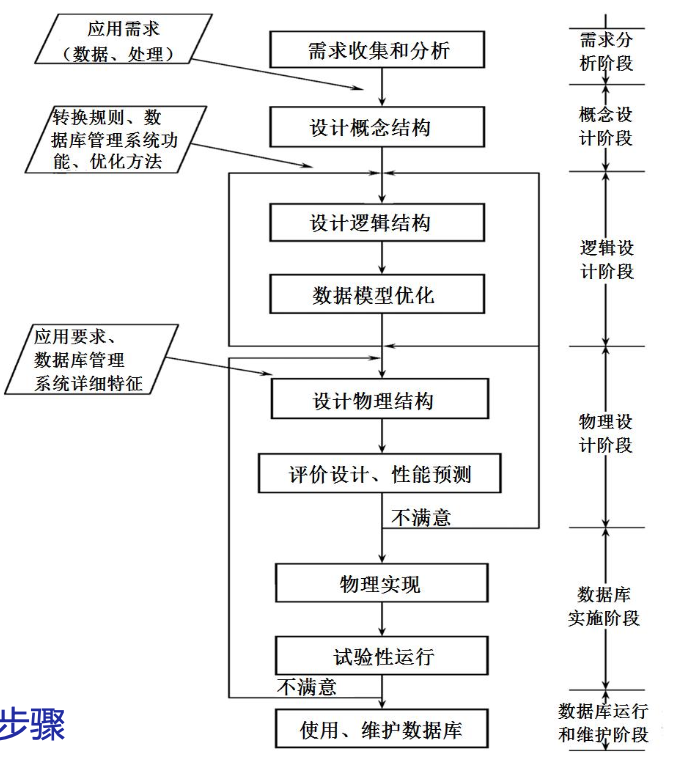 应用需求
(数据、处理)
需求收集和分析
需求分
析阶段
转换规则、数
据库管理系统功
能、优化方法
设计概念结构
概念设
计阶段
设计逻辑结构
数据模型优化
逻辑设
计阶段
应用要求、
数据库管理
系统详细特征
设计物理结构
评价设计、性能预测
不满意
物理设
计阶段
物理实现
试验性运行
不满意
数据库
实施阶段
使用、维护数据库
数据库运行
和维护阶段
步骤